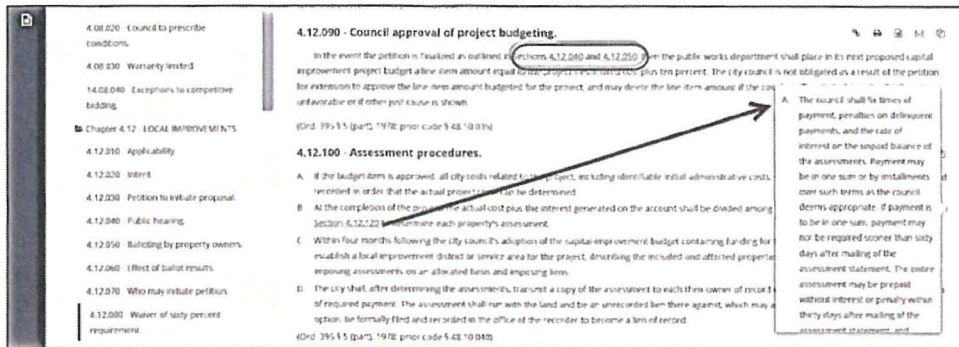 4.08.020 Council to prescribe
conditions.
4.08.030 Warranty limited
14.08.040 Exceptions to competitive
bidding.
Chapter 4.12 LOCAL IMPROVEMENTS
4.12.010 Applicability
4.12.020 Intent
4.12.030 Petition to initiate proposal
4.12.040 Public hearing
4.12.050 Balloting by property owners.
4.12.060 Effect of ballot results.
4.12.070 Who may initiate petition.
4.12.080 Waiver of sixty percent
requirement.
4.12.090 - Council approval of project budgeting.
In the event the petition is finalized as outlined in Sections 4.12.040 and 4.12.050, then the public works department shall place in its next proposed capital
improvement project budget a line item amount equal to the project's estimated cost plus ten percent. The city council is not obligated as a result of the petition
for extension to approve the line item amount budgeted for the project, and may delete the line item amount if the
unfavorable or if other just cause is shown.
(Ord. 395 § 5 (part), 1978: prior code § 48.10.035)
4.12.100 - Assessment procedures.
A. If the budget item is approved, all city costs related to the project, including identifiable initial administrative costs
recorded in order that the actual project can be determined.
B. At the completion of the project the actual cost plus the interest generated on the account shall be divided among
Section 4.12.120 determine each property's assessment.
C. Within four months following the city council's adoption of the capital improvement budget containing funding for
establish a local improvement district or service area for the project, describing the included and affected
imposing assessments on an allocated basis and imposing liens.
D. The city shall, after determining the assessments, transmit a copy of the assessment to each then owner of record
of required payment. The assessment shall run with the land and be an unrecorded lien there against, which may
option, be formally filed and recorded in the office of the recorder to become a lien of record.
(Ord. 395 § 5 (part), 1978: prior code § 48.10.040)
A. The council shall fix times of
payment, penalties on delinquent
payments, and the rate of
interest on the unpaid balance of
the assessments. Payment may
be in one sum or by installments
over such terms as the council
deems appropriate. If payment is
to be in one sum, payment may
not be required sooner than sixty
days after mailing of the
assessment statement. The entire
assessment may be prepaid
without interest or penalty within
thirty days after mailing of the
assessment statement, and